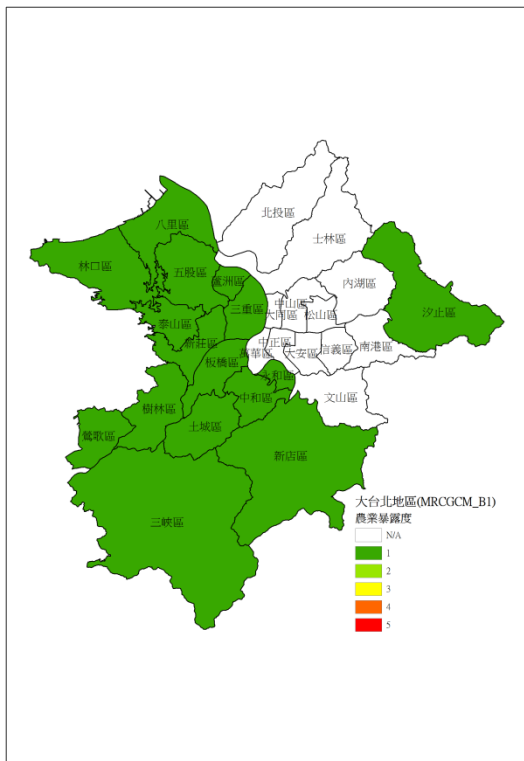 北投區
士林區
八里區
林口區
五股區
蘆洲區
內湖區
汐止區
三重區
中山區
大同區
松山區
泰山區
新莊區
中正區
萬華區
大安區
信義區
南港區
板橋區
永和區
文山區
樹林區
中和區
鶯歌區
土城區
新店區
三峽區
大台北地區(MRCGCM_B1)
農業暴露度
N/A
1
2
3
4
5